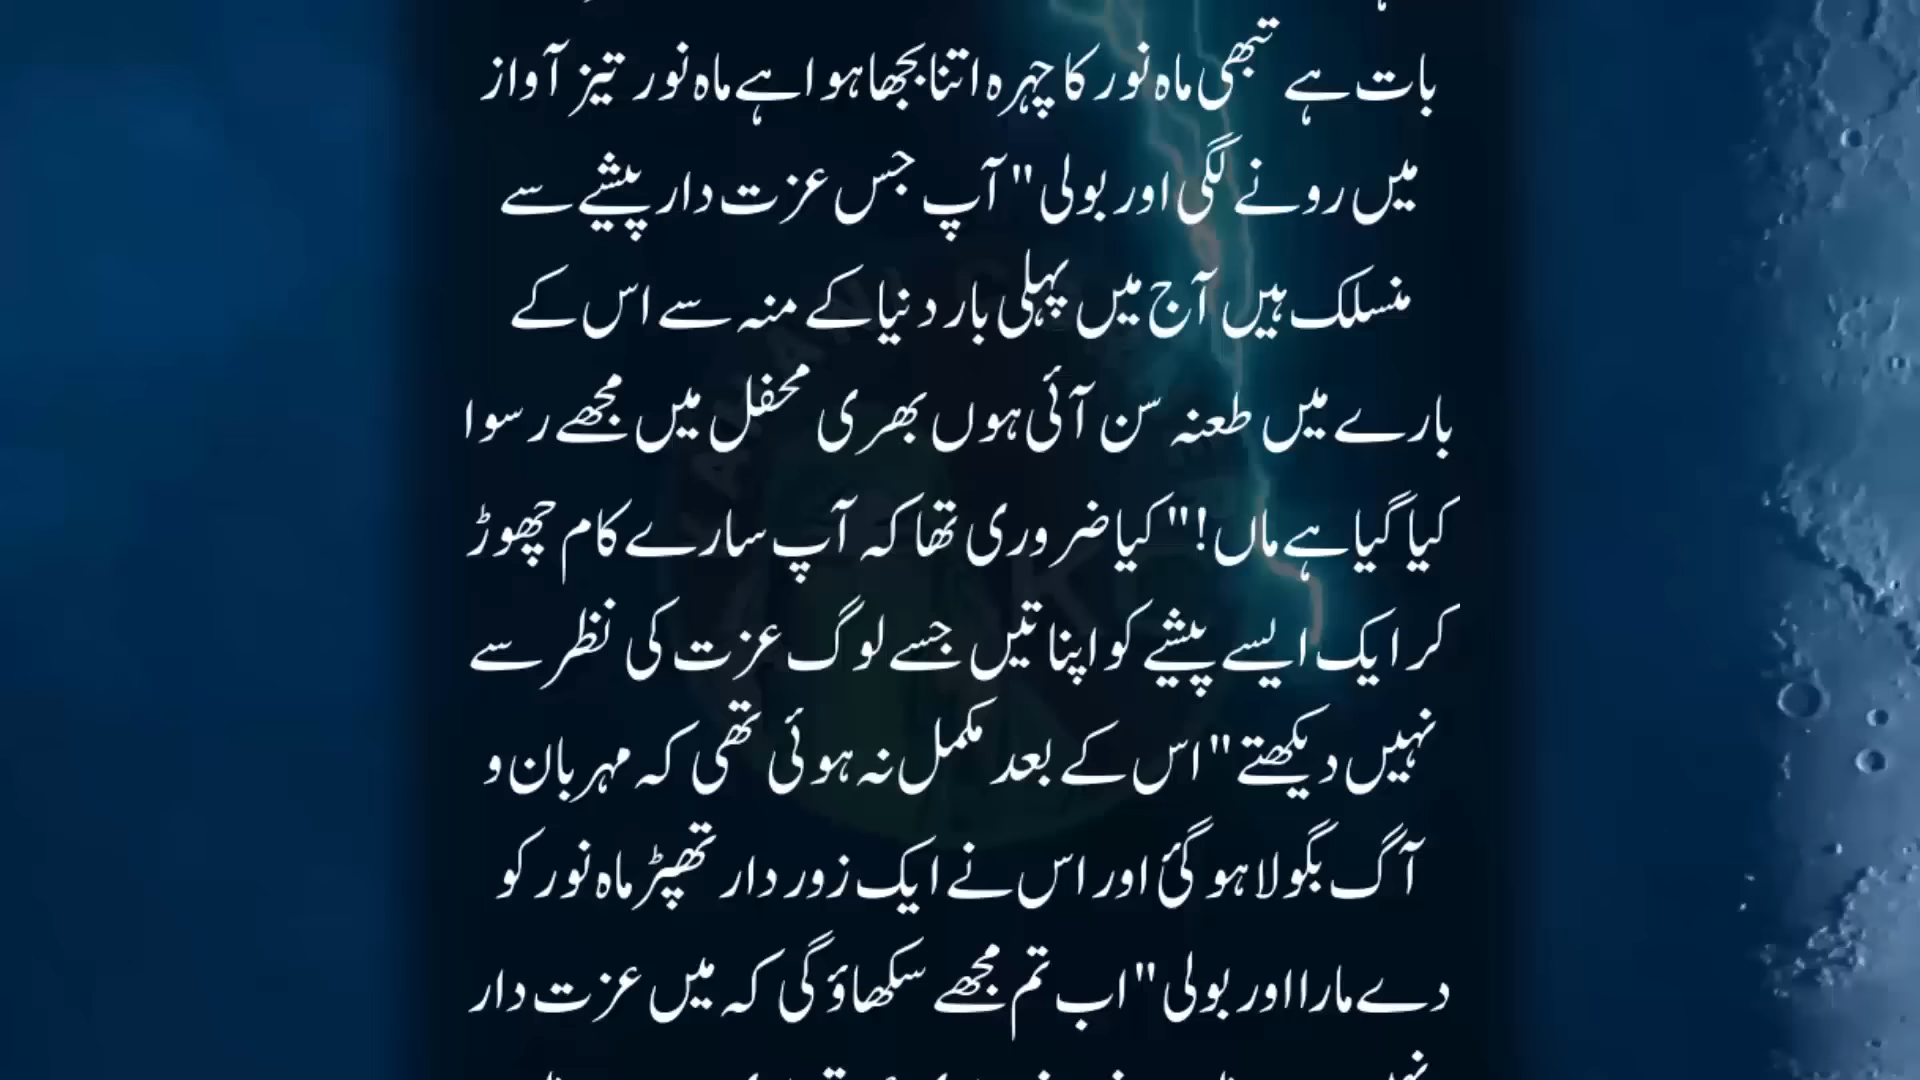 بات ہے تبھی ماہ نور کا چہرہ اتنا بجھا ہوا ہے ماہ نور تیز آواز
میں رونے لگی اور بولی "آپ جس عزت دار پیشے سے
منسلک ہیں آج میں پہلی بار دنیا کے منہ سے اس کے
بارے میں طعنہ سن آئی ہوں بھری محفل میں مجھے رسوا
کیا گیا ہے ماں!" کیا ضروری تھا کہ آپ سارے کام چھوڑ
کر ایک ایسے پیشے کو اپنا تیں جسے لوگ عزت کی نظر سے
نہیں دیکھتے "اس کے بعد مکمل نہ ہوئی تھی کہ مہربان و
آگ بگولا ہو گئ اور اس نے ایک زور دار تھپڑ ماہ نور کو
دے مارا اور بولی "اب تم مجھے سکھاؤ گی کہ میں عزت دار